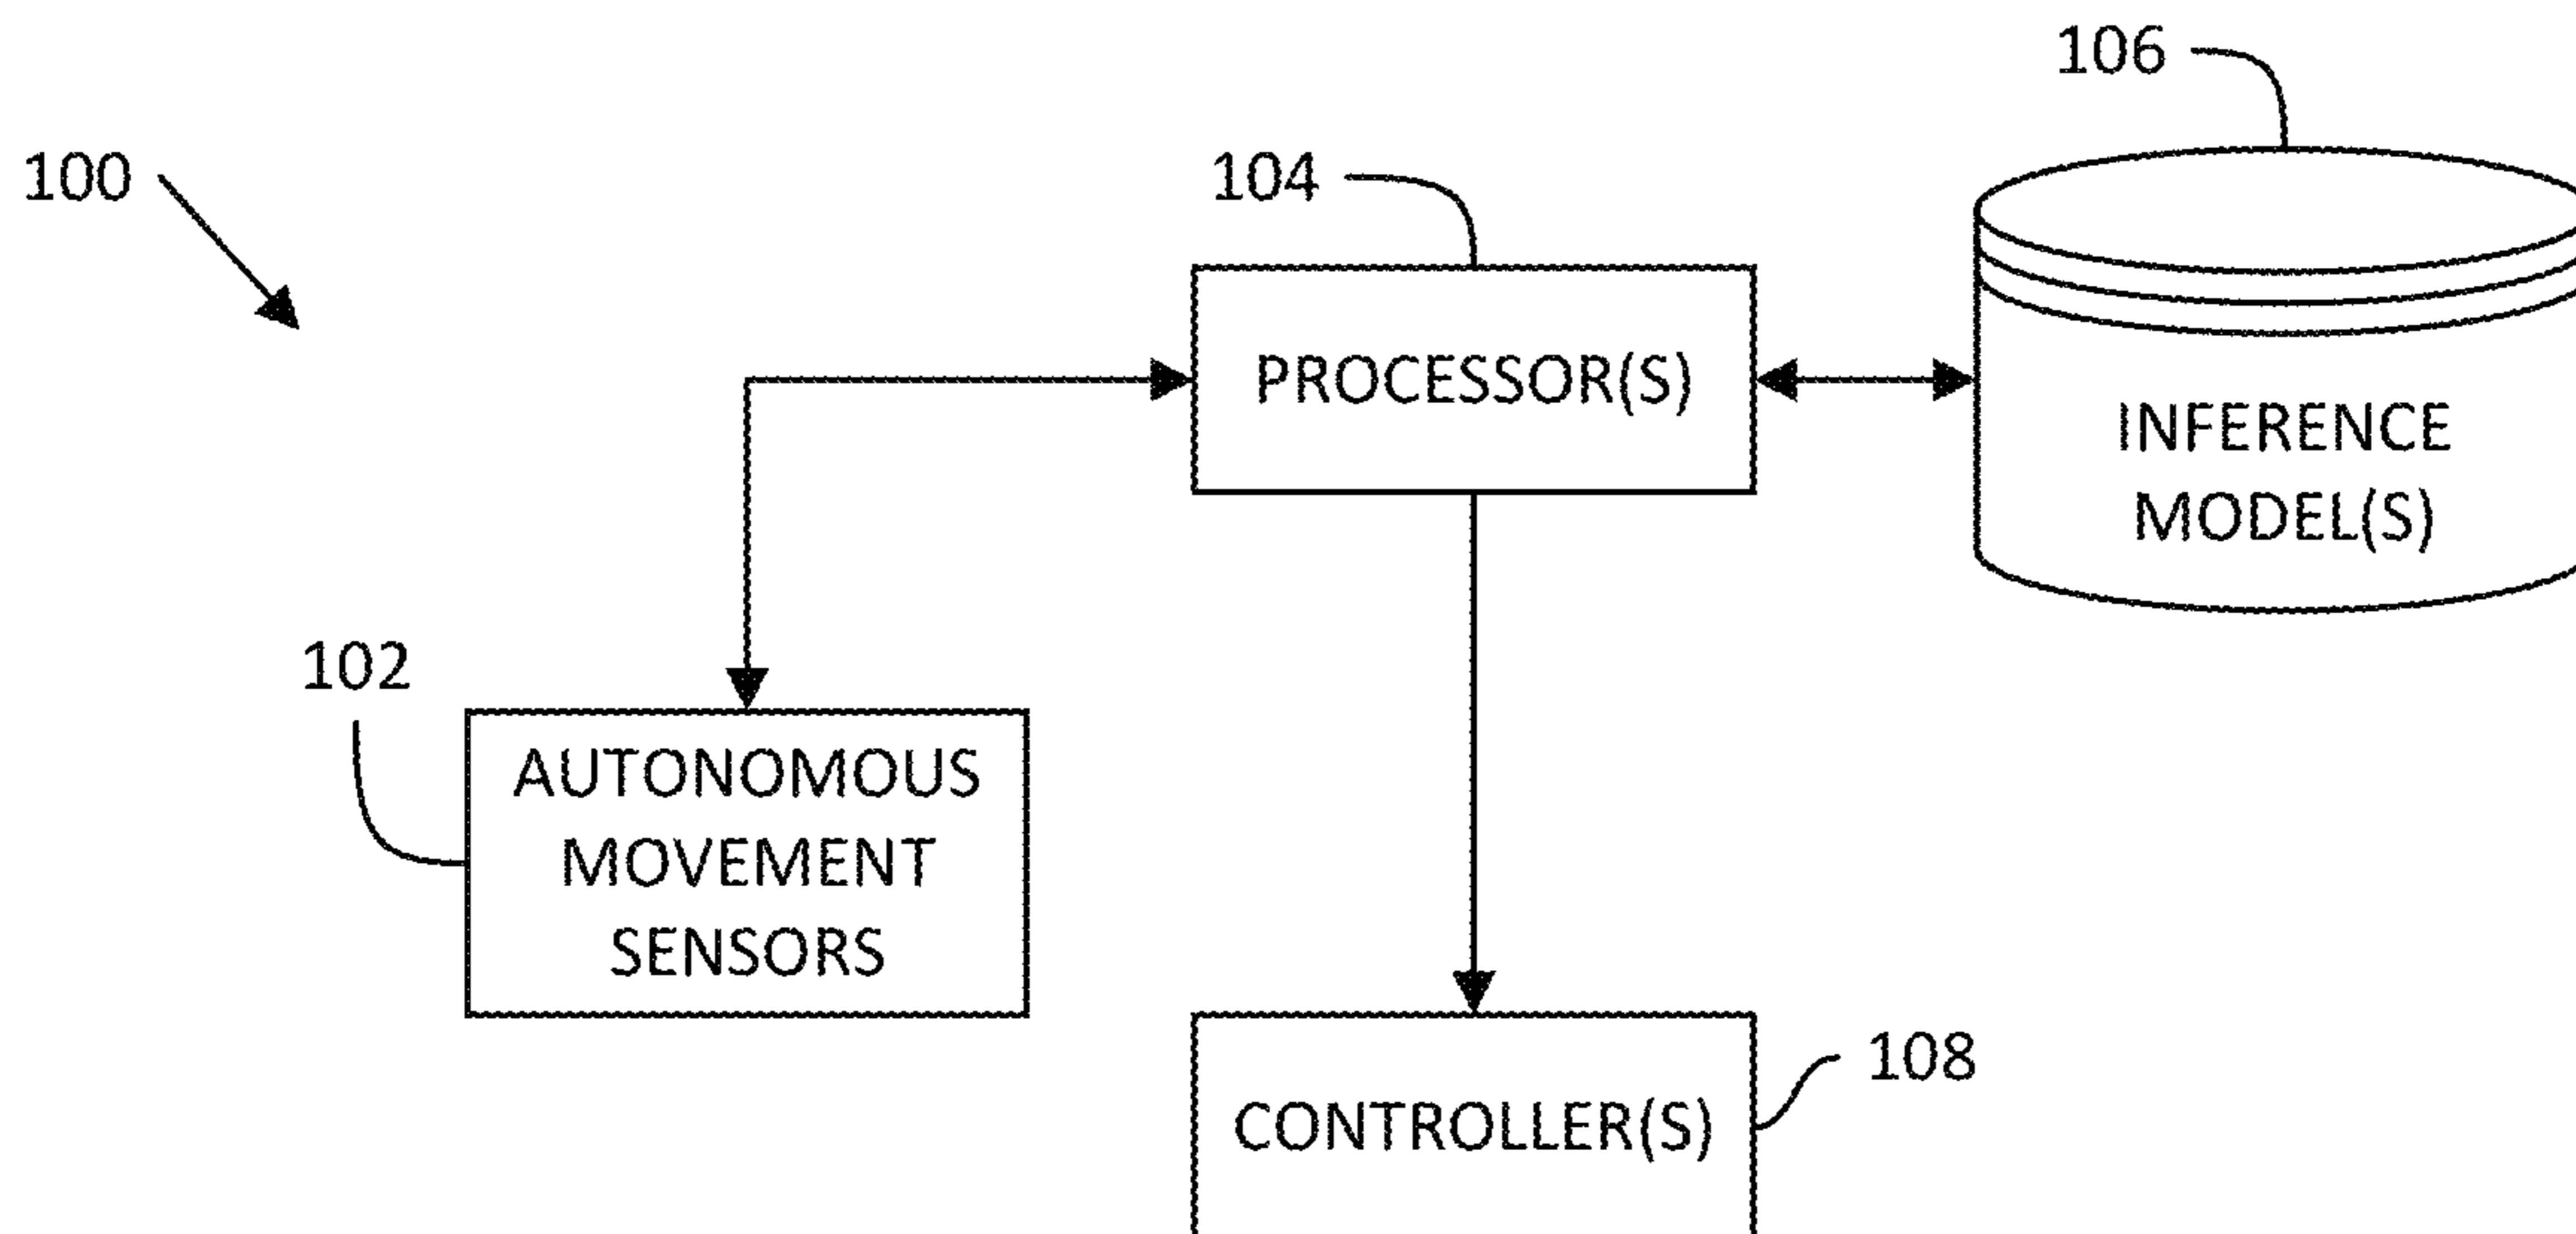 106
100
104
PROCESSOR(S)
INFERENCE
MODEL(S)
102
AUTONOMOUS
MOVEMENT
SENSORS
108
CONTROLLER(S)